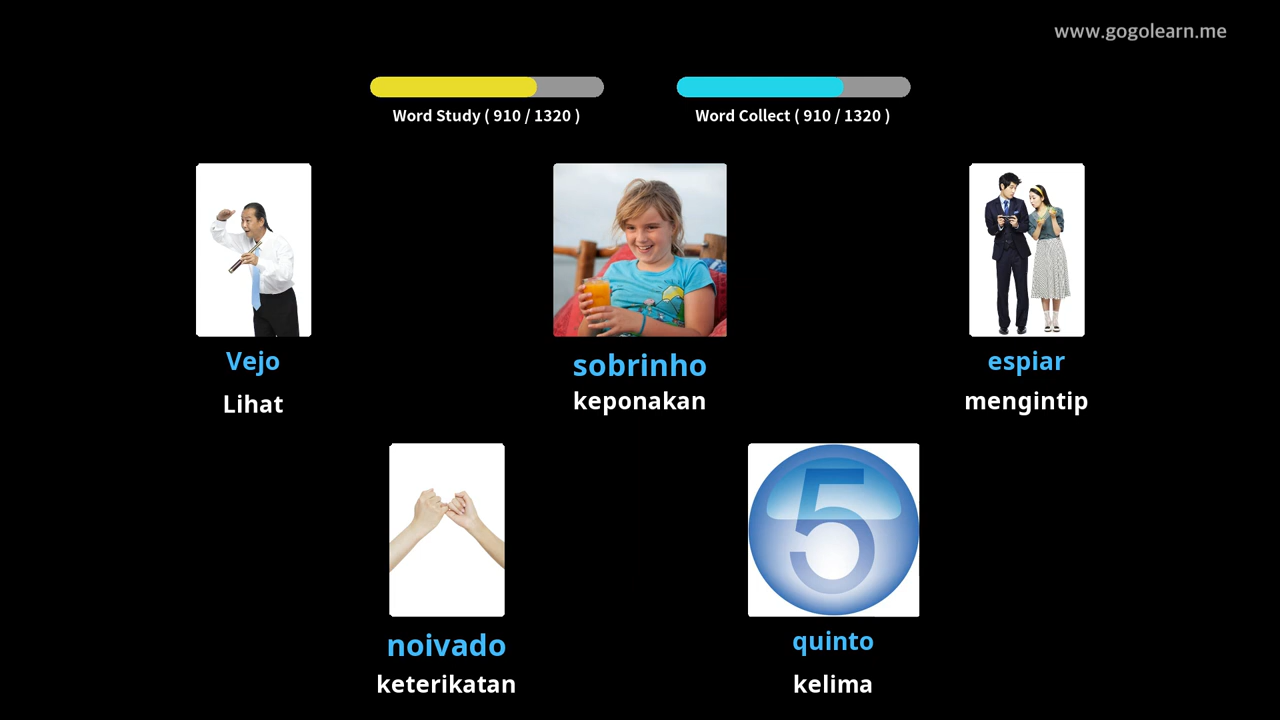 www.gogolearn.me
Word Study ( 910 / 1320 )
Word Collect ( 910 / 1320 )
Vejo
Lihat
sobrinho
keponakan
espiar
mengintip
5
noivado
keterikatan
quinto
kelima